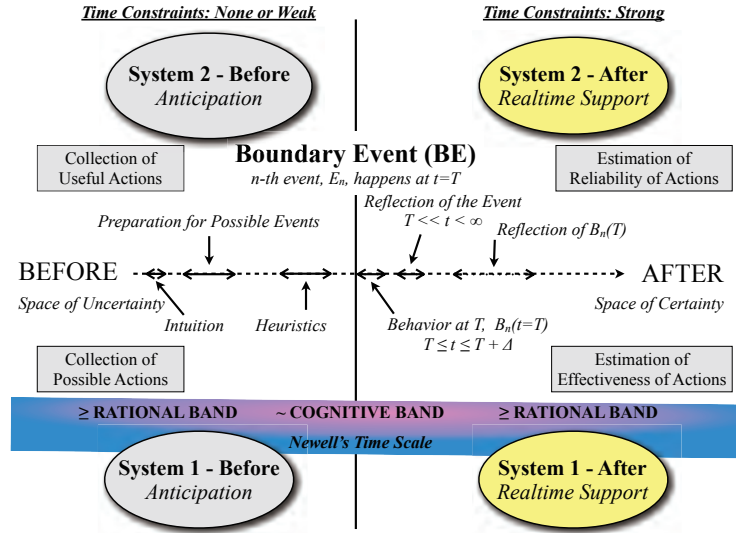 Time Constraints: None or Weak
Time Constraints: Strong
System 2 - Before
Anticipation
System 2 - After
Realtime Support
Collection of
Useful Actions
Boundary Event (BE)
n-th event, Eₙ, happens at t=T
Estimation of
Reliability of Actions
Preparation for Possible Events
Reflection of the Event
T << t < ∞
Reflection of Bₙ(T)
BEFORE
Space of Uncertainty
AFTER
Space of Certainty
Intuition
Heuristics
Behavior at T, Bₙ(t=T)
T ≤ t ≤ T + Δ
Collection of
Possible Actions
Estimation of
Effectiveness of Actions
≥ RATIONAL BAND
~ COGNITIVE BAND
≥ RATIONAL BAND
Newell's Time Scale
System 1 - Before
Anticipation
System 1 - After
Realtime Support